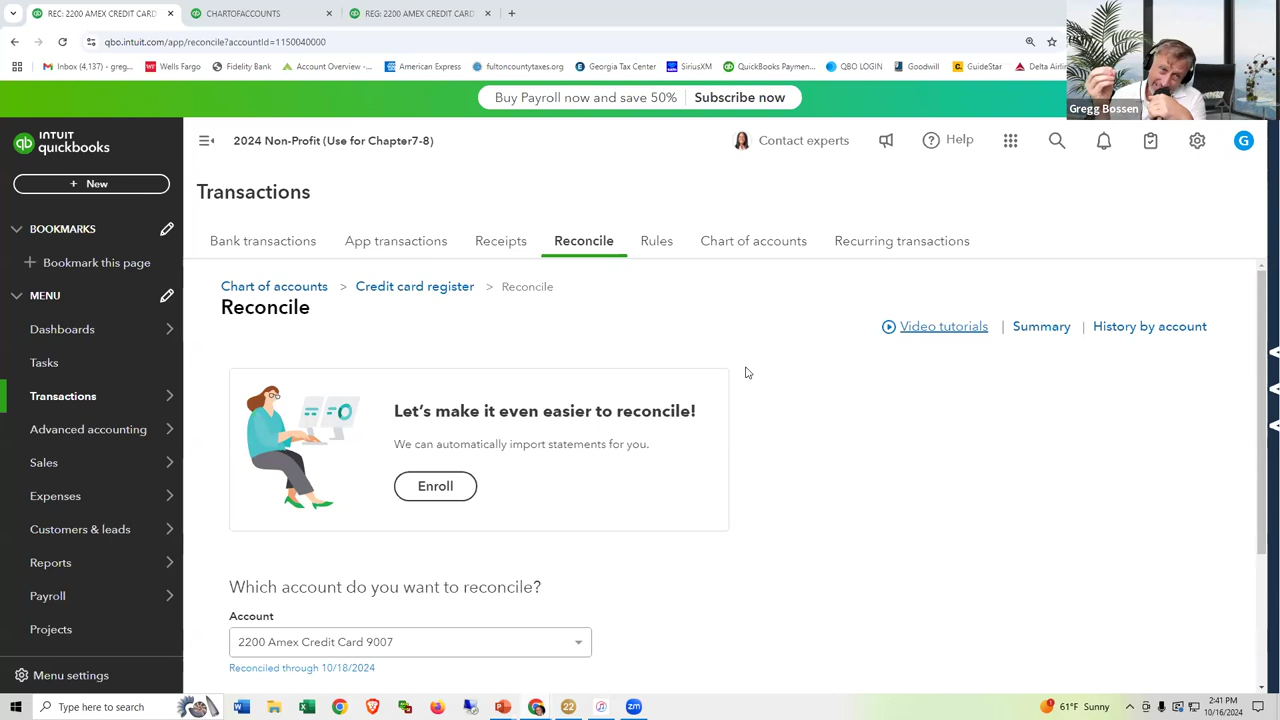 REC: 2200 AMEX CREDIT CARD
CHARTOFACCOUNTS
REG: 2200 AMEX CREDIT CARD
qbo.intuit.com/app/reconcile?accountId=1150040000
Inbox (4,137) - greg...
Wells Fargo
Fidelity Bank
Account Overview -...
American Express
fultoncountytaxes.org
Georgia Tax Center
SiriusXM
QuickBooks Paymen...
QBO LOGIN
Goodwill
GuideStar
Delta Airli
Buy Payroll now and save 50%
Subscribe now
Gregg Bossen
INTUIT
quickbooks
2024 Non-Profit (Use for Chapter7-8)
Contact experts
Help
G
+ New
Transactions
BOOKMARKS
Bookmark this page
MENU
Dashboards
Tasks
Transactions
Advanced accounting
Sales
Expenses
Customers & leads
Reports
Payroll
Projects
Menu settings
Bank transactions
App transactions
Receipts
Reconcile
Rules
Chart of accounts
Recurring transactions
Chart of accounts > Credit card register > Reconcile
Reconcile
Video tutorials | Summary | History by account
Let's make it even easier to reconcile!
We can automatically import statements for you.
Enroll
Which account do you want to reconcile?
Account
2200 Amex Credit Card 9007
Reconciled through 10/18/2024
Type here to search
22
zm
61°F Sunny
2:41 PM
10/16/2024